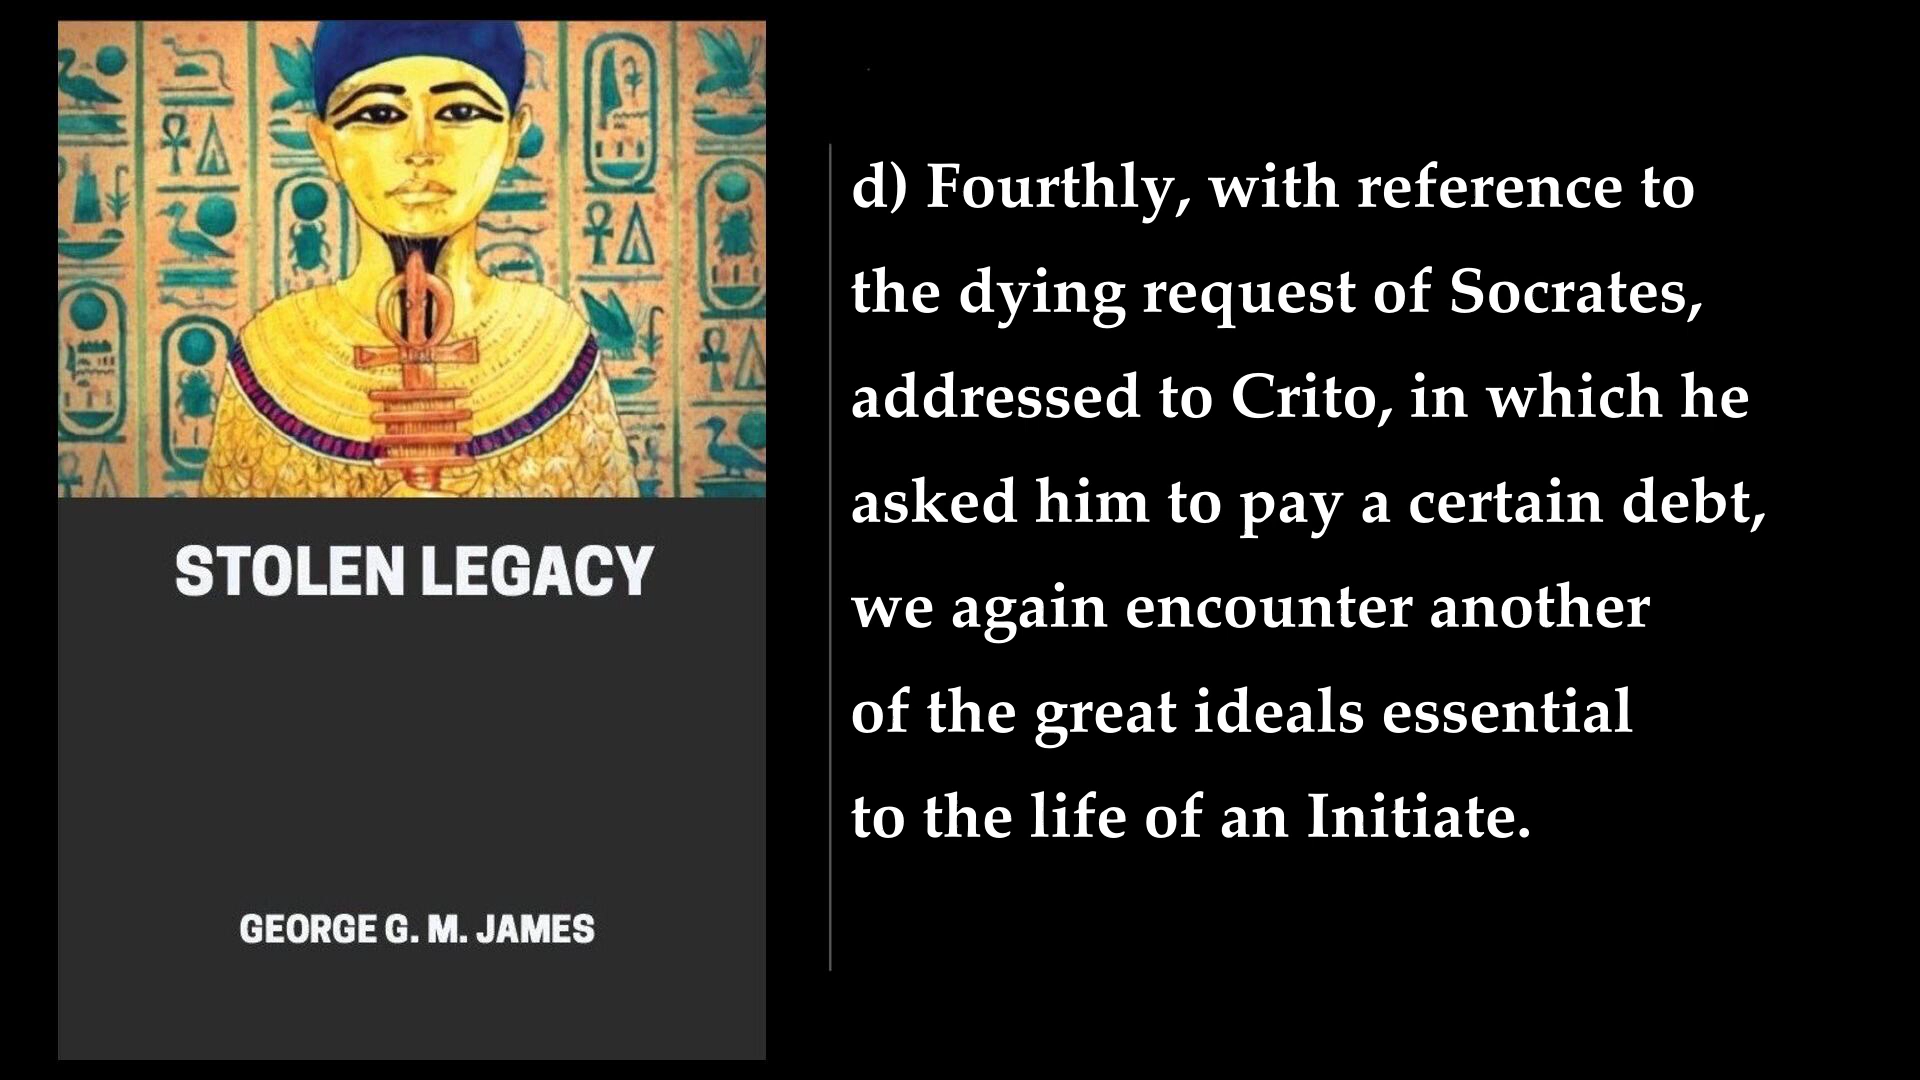 STOLEN LEGACY
GEORGE G. M. JAMES
d) Fourthly, with reference to
the dying request of Socrates,
addressed to Crito, in which he
asked him to pay a certain debt,
we again encounter another
of the great ideals essential
to the life of an Initiate.